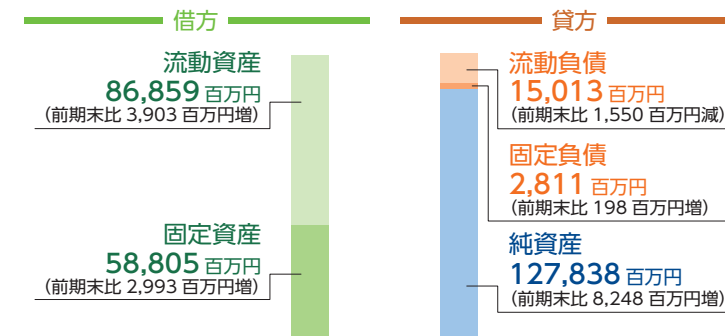 借方
流動資産
86,859 百万円
(前期末比 3,903 百万円増)
固定資産
58,805 百万円
(前期末比 2,993 百万円増)
貸方
流動負債
15,013 百万円
(前期末比 1,550 百万円減)
固定負債
2,811 百万円
(前期末比 198 百万円増)
純資産
127,838 百万円
(前期末比 8,248 百万円増)